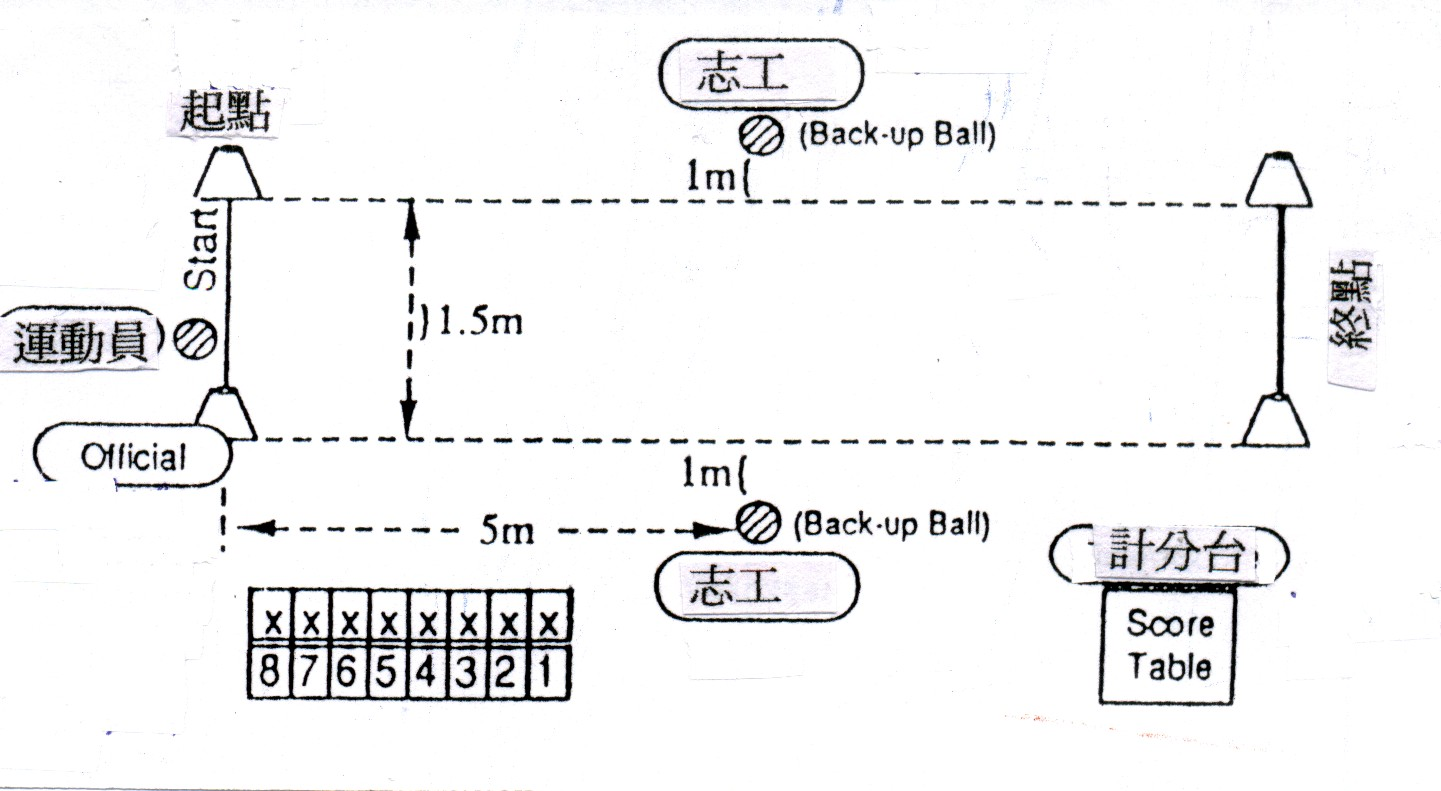 志工
起點
(Back-up Ball)
1m
Start
1.5m
運動員
終點
Official
1m
5m
(Back-up Ball)
計分台
志工
x x x x x x x x
8 7 6 5 4 3 2 1
Score
Table